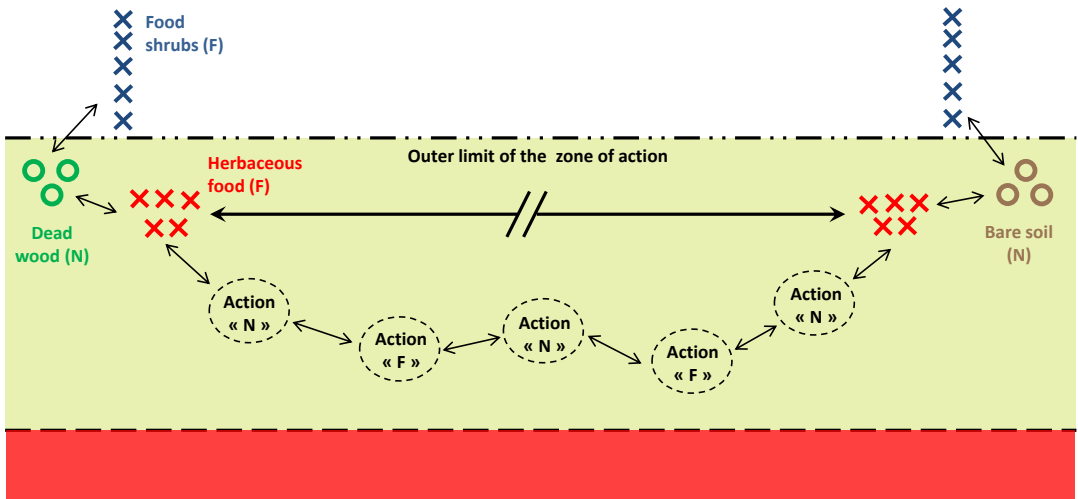 Food
shrubs (F)
Outer limit of the zone of action
Herbaceous
food (F)
Dead
wood (N)
Bare soil
(N)
Action
« N »
Action
« F »
Action
« N »
Action
« F »
Action
« N »